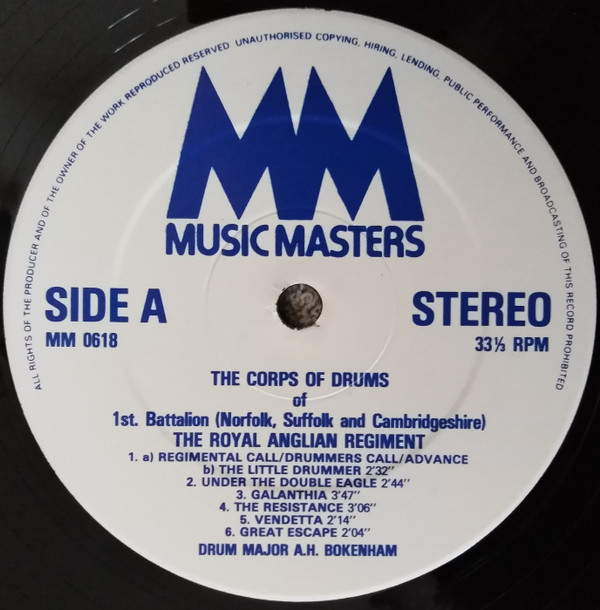 ALL RIGHTS OF THE PRODUCER AND OF THE OWNER OF THE WORK REPRODUCED RESERVED UNAUTHORISED COPYING, HIRING, LENDING, PUBLIC PERFORMANCE AND BROADCASTING OF THIS RECORD PROHIBITED
MM
MUSIC MASTERS
SIDE A
MM 0618
STEREO
33⅓ RPM
THE CORPS OF DRUMS
of
1st. Battalion (Norfolk, Suffolk and Cambridgeshire)
THE ROYAL ANGLIAN REGIMENT
1. a) REGIMENTAL CALL/DRUMMERS CALL/ADVANCE
b) THE LITTLE DRUMMER 2'32"
2. UNDER THE DOUBLE EAGLE 2'44"
3. GALANTHIA 3'47"
4. THE RESISTANCE 3'06"
5. VENDETTA 2'14"
6. GREAT ESCAPE 2'04"
DRUM MAJOR A.H. BOKENHAM